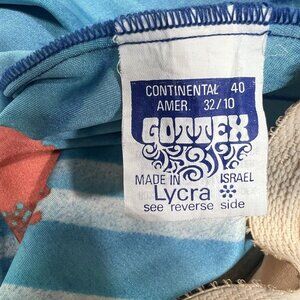 CONTINENTAL 40
AMER. 32/10
GOTTEX
MADE IN ISRAEL
Lycra
see reverse side